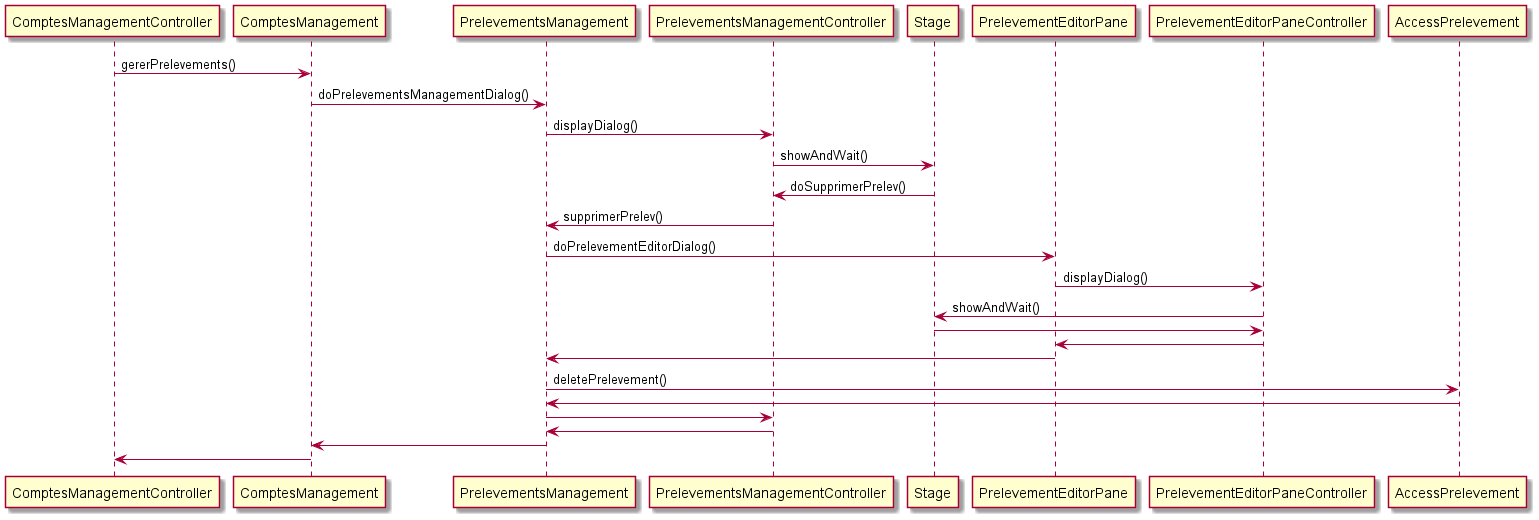 ComptesManagementController ComptesManagement PrelevementsManagement PrelevementsManagementController Stage PrelevementEditorPane PrelevementEditorPaneController AccessPrelevement
gererPrelevements()
doPrelevementsManagementDialog()
displayDialog()
showAndWait()
doSupprimerPrelev()
supprimerPrelev()
doPrelevementEditorDialog()
displayDialog()
showAndWait()
deletePrelevement()
ComptesManagementController ComptesManagement PrelevementsManagement PrelevementsManagementController Stage PrelevementEditorPane PrelevementEditorPaneController AccessPrelevement